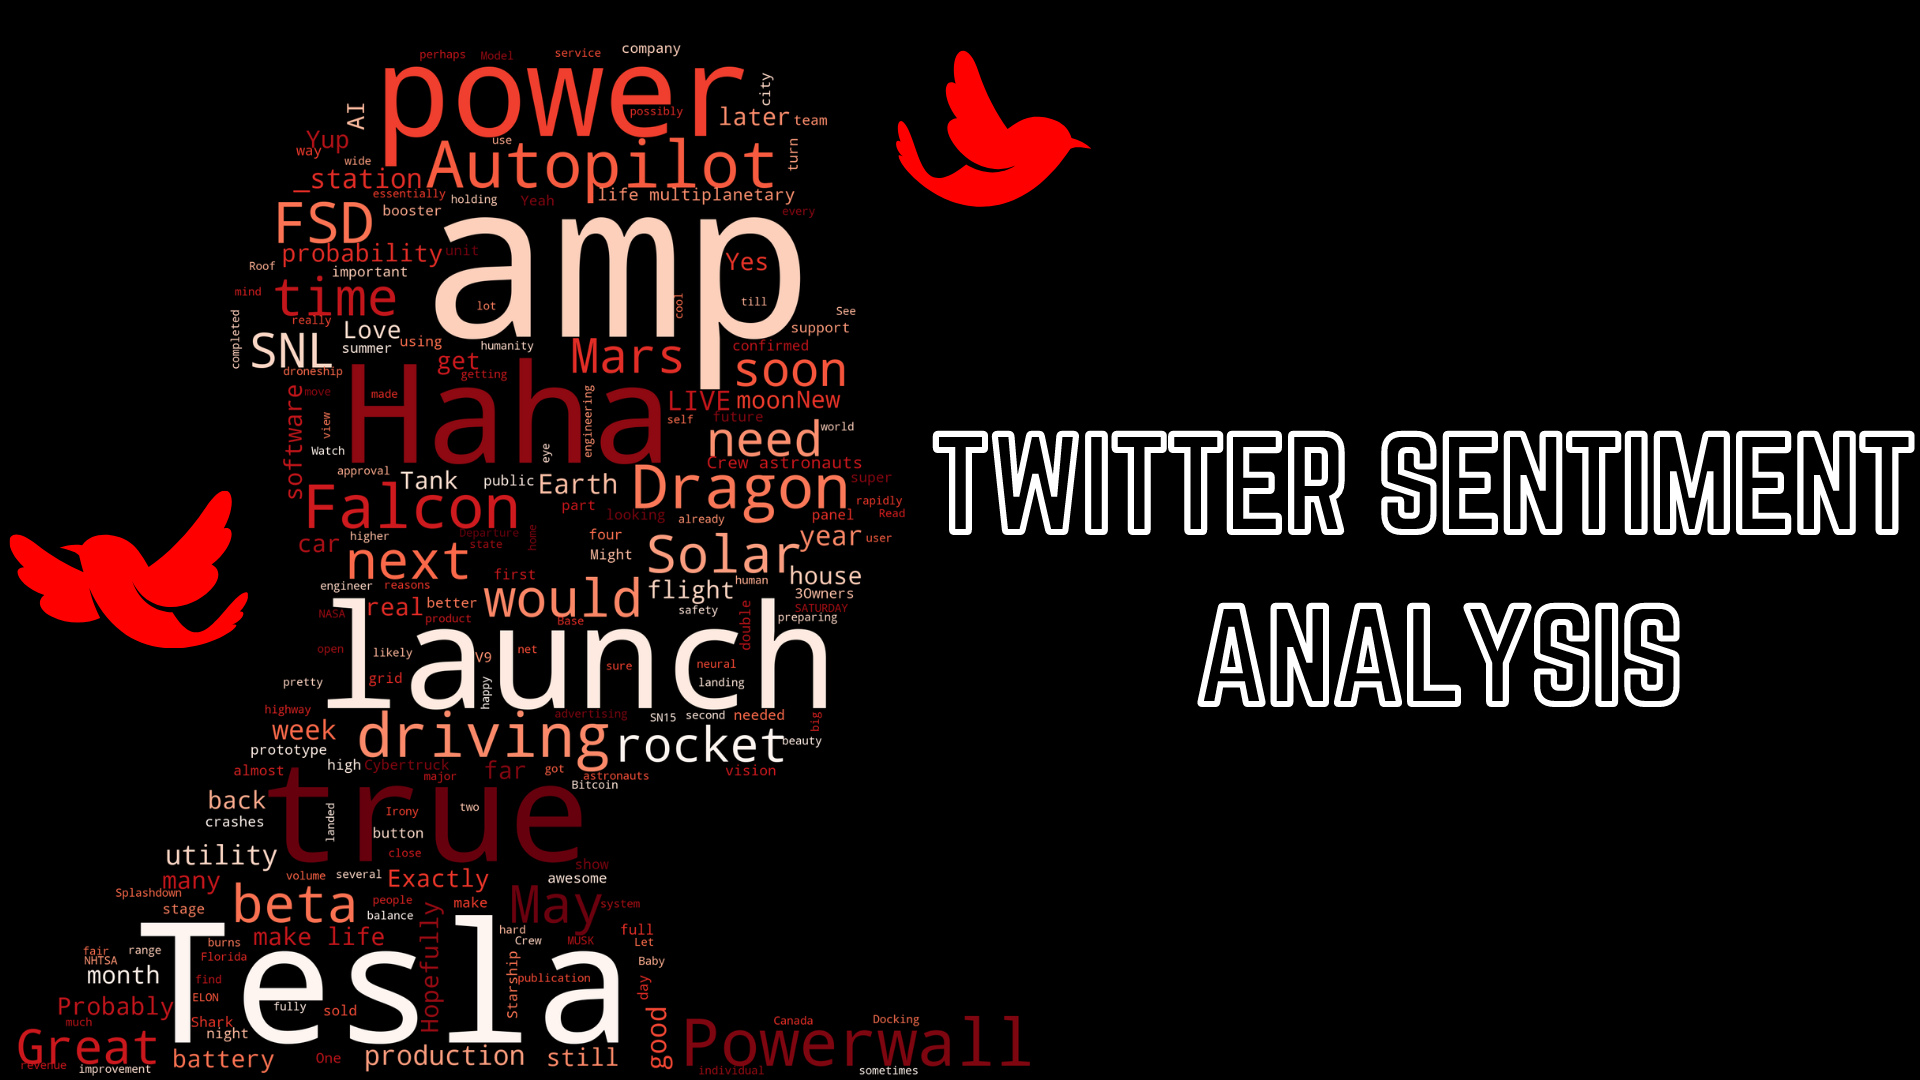 perhaps Model service company
power
city
AI
possibly
later team
Yup
way
use
turn
wide
Autopilot
_station
essentially
holding
Yeah
life multiplanetary
FSD
booster
every
amp
probability
unit
Yes
Roof
important
mind
time
lot
cool
till
really
See
completed
SNL
Love
summer
using
humanity
support
confirmed
Mars
get
getting
soon
droneship
move
made
Haha
software
view
engineering
LIVE
moon
New
self
future
need
world
Watch
eye
Crew astronauts
approval
Tank
public
Earth
Dragon
super
rapidly
Read
Falcon
part
looking
already
panel
TWITTER SENTIMENT
ANALYSIS
car
higher
Departure
state
home
four
Might
Solar
year
user
next
first
engineer
reasons
would
flight
human
house
3Owners
NASA
real
better
product
Base
safety
double
SATURDAY
preparing
launch
open
likely
V9
net
sure
neural
pretty
grid
happy
landing
highway
advertising
SN15
second
needed
big
week
driving
rocket
beauty
prototype
almost
high
Cybertruck
major
far
got
astronauts
Bitcoin
vision
back
crashes
true
landed
Irony
two
button
close
utility
show
many
volume
several
Exactly
awesome
Splashdown
stage
beta
people
balance
make
May
system
make life
Hopefully
hard
Crew
MUSK
full
Let
fair
NHTSA
range
burns
Florida
Baby
month
Tesla
find
Starship
publication
day
Probably
ELON
fully
sold
much
Shark
night
good
Canada
Docking
Great
battery
One
production
still
Powerwall
revenue
improvement
individual
sometimes